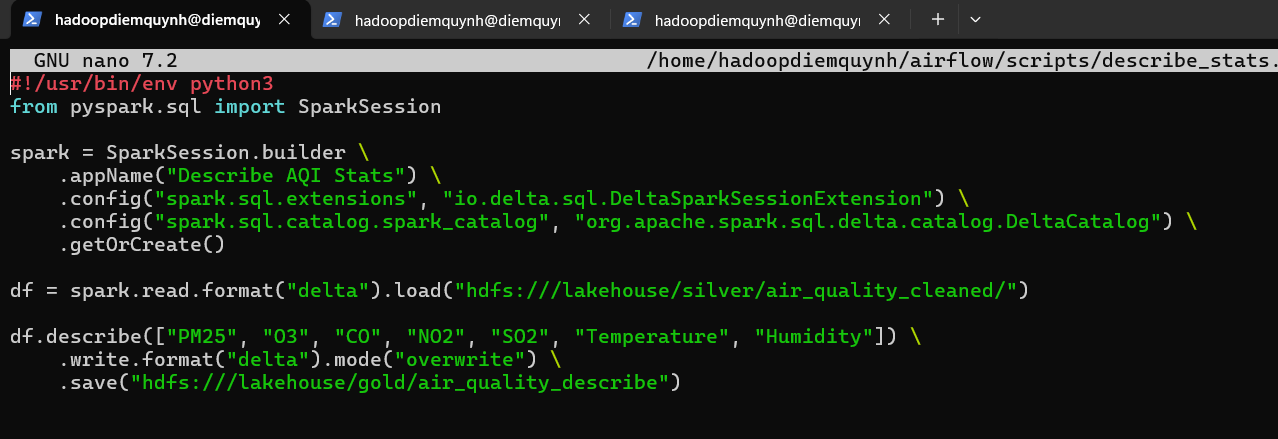 hadoopdiemquynh@diemquy
hadoopdiemquynh@diemquyn
hadoopdiemquynh@diemquyn
GNU nano 7.2 /home/hadoopdiemquynh/airflow/scripts/describe_stats.
#!/usr/bin/env python3
from pyspark.sql import SparkSession
spark = SparkSession.builder \
.appName("Describe AQI Stats") \
.config("spark.sql.extensions", "io.delta.sql.DeltaSparkSessionExtension") \
.config("spark.sql.catalog.spark_catalog", "org.apache.spark.sql.delta.catalog.DeltaCatalog") \
.getOrCreate()
df = spark.read.format("delta").load("hdfs:///lakehouse/silver/air_quality_cleaned/")
df.describe(["PM25", "O3", "CO", "NO2", "SO2", "Temperature", "Humidity"]) \
.write.format("delta").mode("overwrite") \
.save("hdfs:///lakehouse/gold/air_quality_describe")